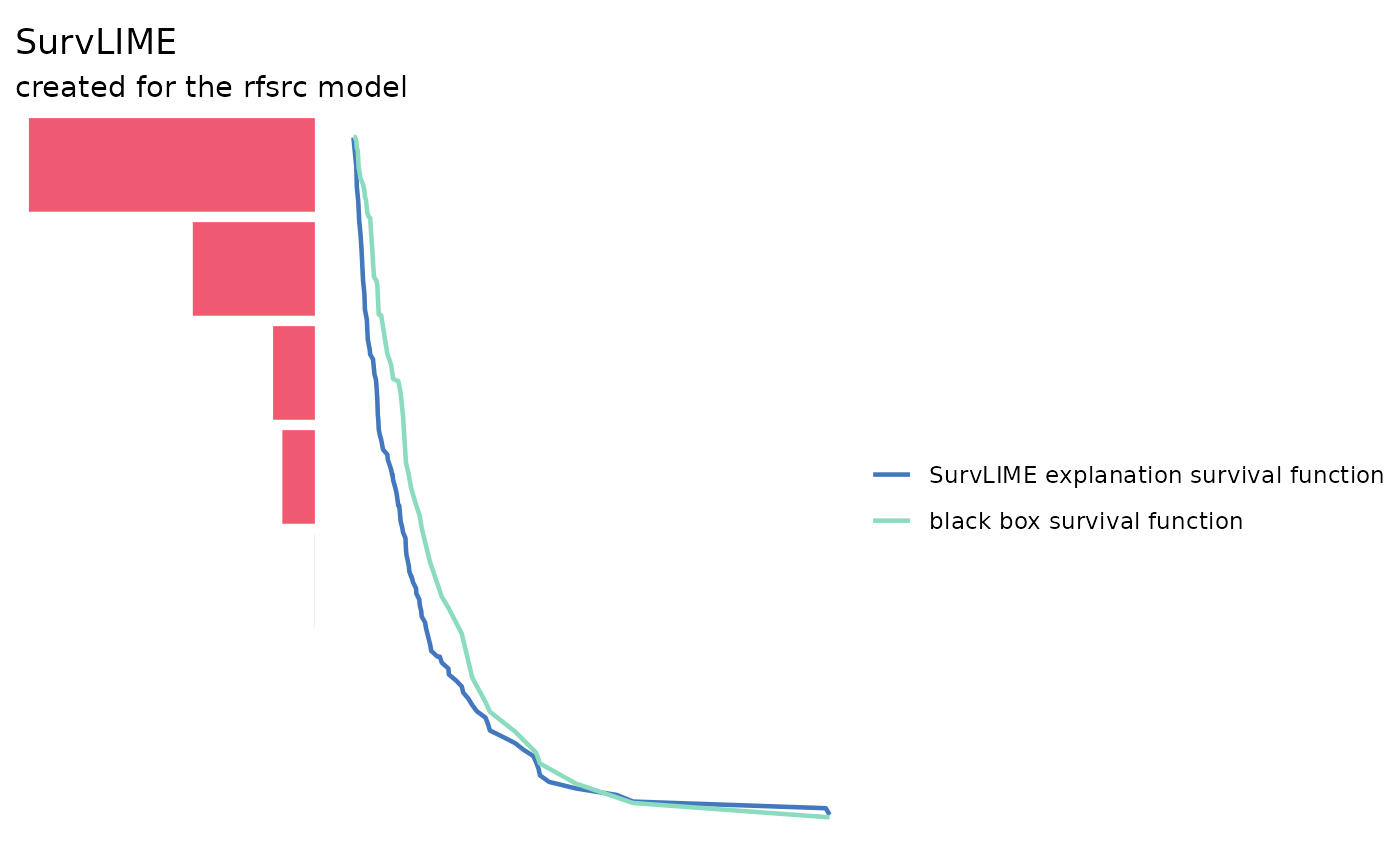 SurvLIME
created for the rfsrc model
SurvLIME explanation survival function
black box survival function